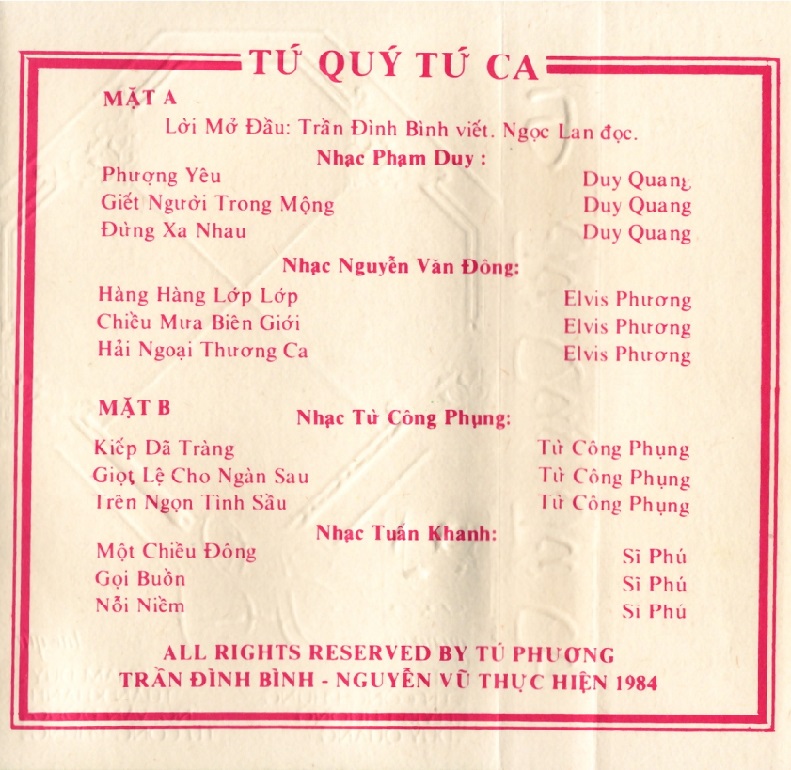 TỨ QUÝ TỨ CA
MẶT A
Lời Mở Đầu: Trần Đình Bình viết. Ngọc Lan đọc.
Nhạc Phạm Duy :
Phượng Yêu Duy Quang
Giết Người Trong Mộng Duy Quang
Đừng Xa Nhau Duy Quang
Nhạc Nguyễn Văn Đông:
Hàng Hàng Lớp Lớp Elvis Phương
Chiều Mưa Biên Giới Elvis Phương
Hải Ngoại Thương Ca Elvis Phương
MẶT B
Nhạc Từ Công Phụng:
Kiếp Dã Tràng Từ Công Phụng
Giọt Lệ Cho Ngàn Sau Từ Công Phụng
Trên Ngọn Tình Sầu Từ Công Phụng
Nhạc Tuấn Khanh:
Một Chiều Đông Sĩ Phú
Gọi Buồn Sĩ Phú
Nỗi Niềm Sĩ Phú
ALL RIGHTS RESERVED BY TÚ PHƯƠNG
TRẦN ĐÌNH BÌNH - NGUYỄN VŨ THỰC HIỆN 1984